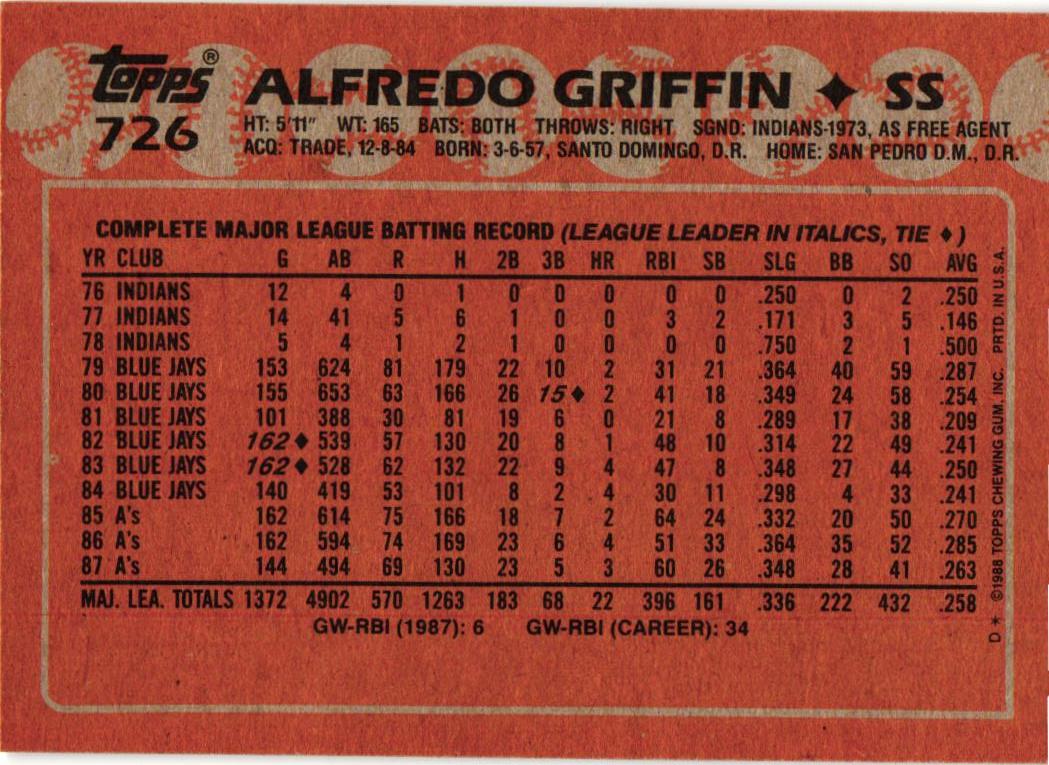 Topps® ALFREDO GRIFFIN ♦ SS
726 HT: 5'11" WT: 165 BATS: BOTH THROWS: RIGHT SGND: INDIANS-1973, AS FREE AGENT
ACQ: TRADE, 12-8-84 BORN: 3-6-57, SANTO DOMINGO, D.R. HOME: SAN PEDRO D.M., D.R.
COMPLETE MAJOR LEAGUE BATTING RECORD (LEAGUE LEADER IN ITALICS, TIE ♦)
YR CLUB G AB R H 2B 3B HR RBI SB SLG BB SO AVG
76 INDIANS 12 4 0 1 0 0 0 0 0 .250 0 2 .250
77 INDIANS 14 41 5 6 1 0 0 3 2 .171 3 5 .146
78 INDIANS 5 4 1 2 1 0 0 0 0 .750 2 1 .500
79 BLUE JAYS 153 624 81 179 22 10 2 31 21 .364 40 59 .287
80 BLUE JAYS 155 653 63 166 26 15♦ 2 41 18 .349 24 58 .254
81 BLUE JAYS 101 388 30 81 19 6 0 21 8 .289 17 38 .209
82 BLUE JAYS 162♦ 539 57 130 20 8 1 48 10 .314 22 49 .241
83 BLUE JAYS 162♦ 528 62 132 22 9 4 47 8 .348 27 44 .250
84 BLUE JAYS 140 419 53 101 8 2 4 30 11 .298 4 33 .241
85 A's 162 614 75 166 18 7 2 64 24 .332 20 50 .270
86 A's 162 594 74 169 23 6 4 51 33 .364 35 52 .285
87 A's 144 494 69 130 23 5 3 60 26 .348 28 41 .263
MAJ. LEA. TOTALS 1372 4902 570 1263 183 68 22 396 161 .336 222 432 .258
GW-RBI (1987): 6 GW-RBI (CAREER): 34
D * ©1988 TOPPS CHEWING GUM, INC. PRTD. IN U.S.A.